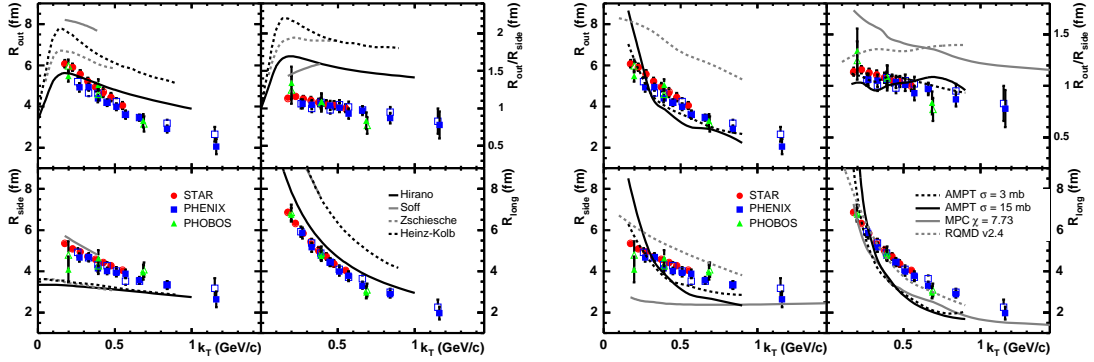 R_out (fm)
8
6
4
2
2
1.5
1
0.5
R_out/R_side
R_side (fm)
8
6
4
2
STAR
PHENIX
PHOBOS
Hirano
Soff
Zschiesche
Heinz-Kolb
R_long (fm)
0
0.5
1
k_T (GeV/c)
0
0.5
1
k_T (GeV/c)
R_out (fm)
8
6
4
2
1.5
1
0.5
R_out/R_side
R_side (fm)
8
6
4
2
STAR
PHENIX
PHOBOS
AMPT σ = 3 mb
AMPT σ = 15 mb
MPC χ = 7.73
RQMD v2.4
8
6
4
2
R_long (fm)
0
0.5
1
k_T (GeV/c)
0
0.5
1
k_T (GeV/c)